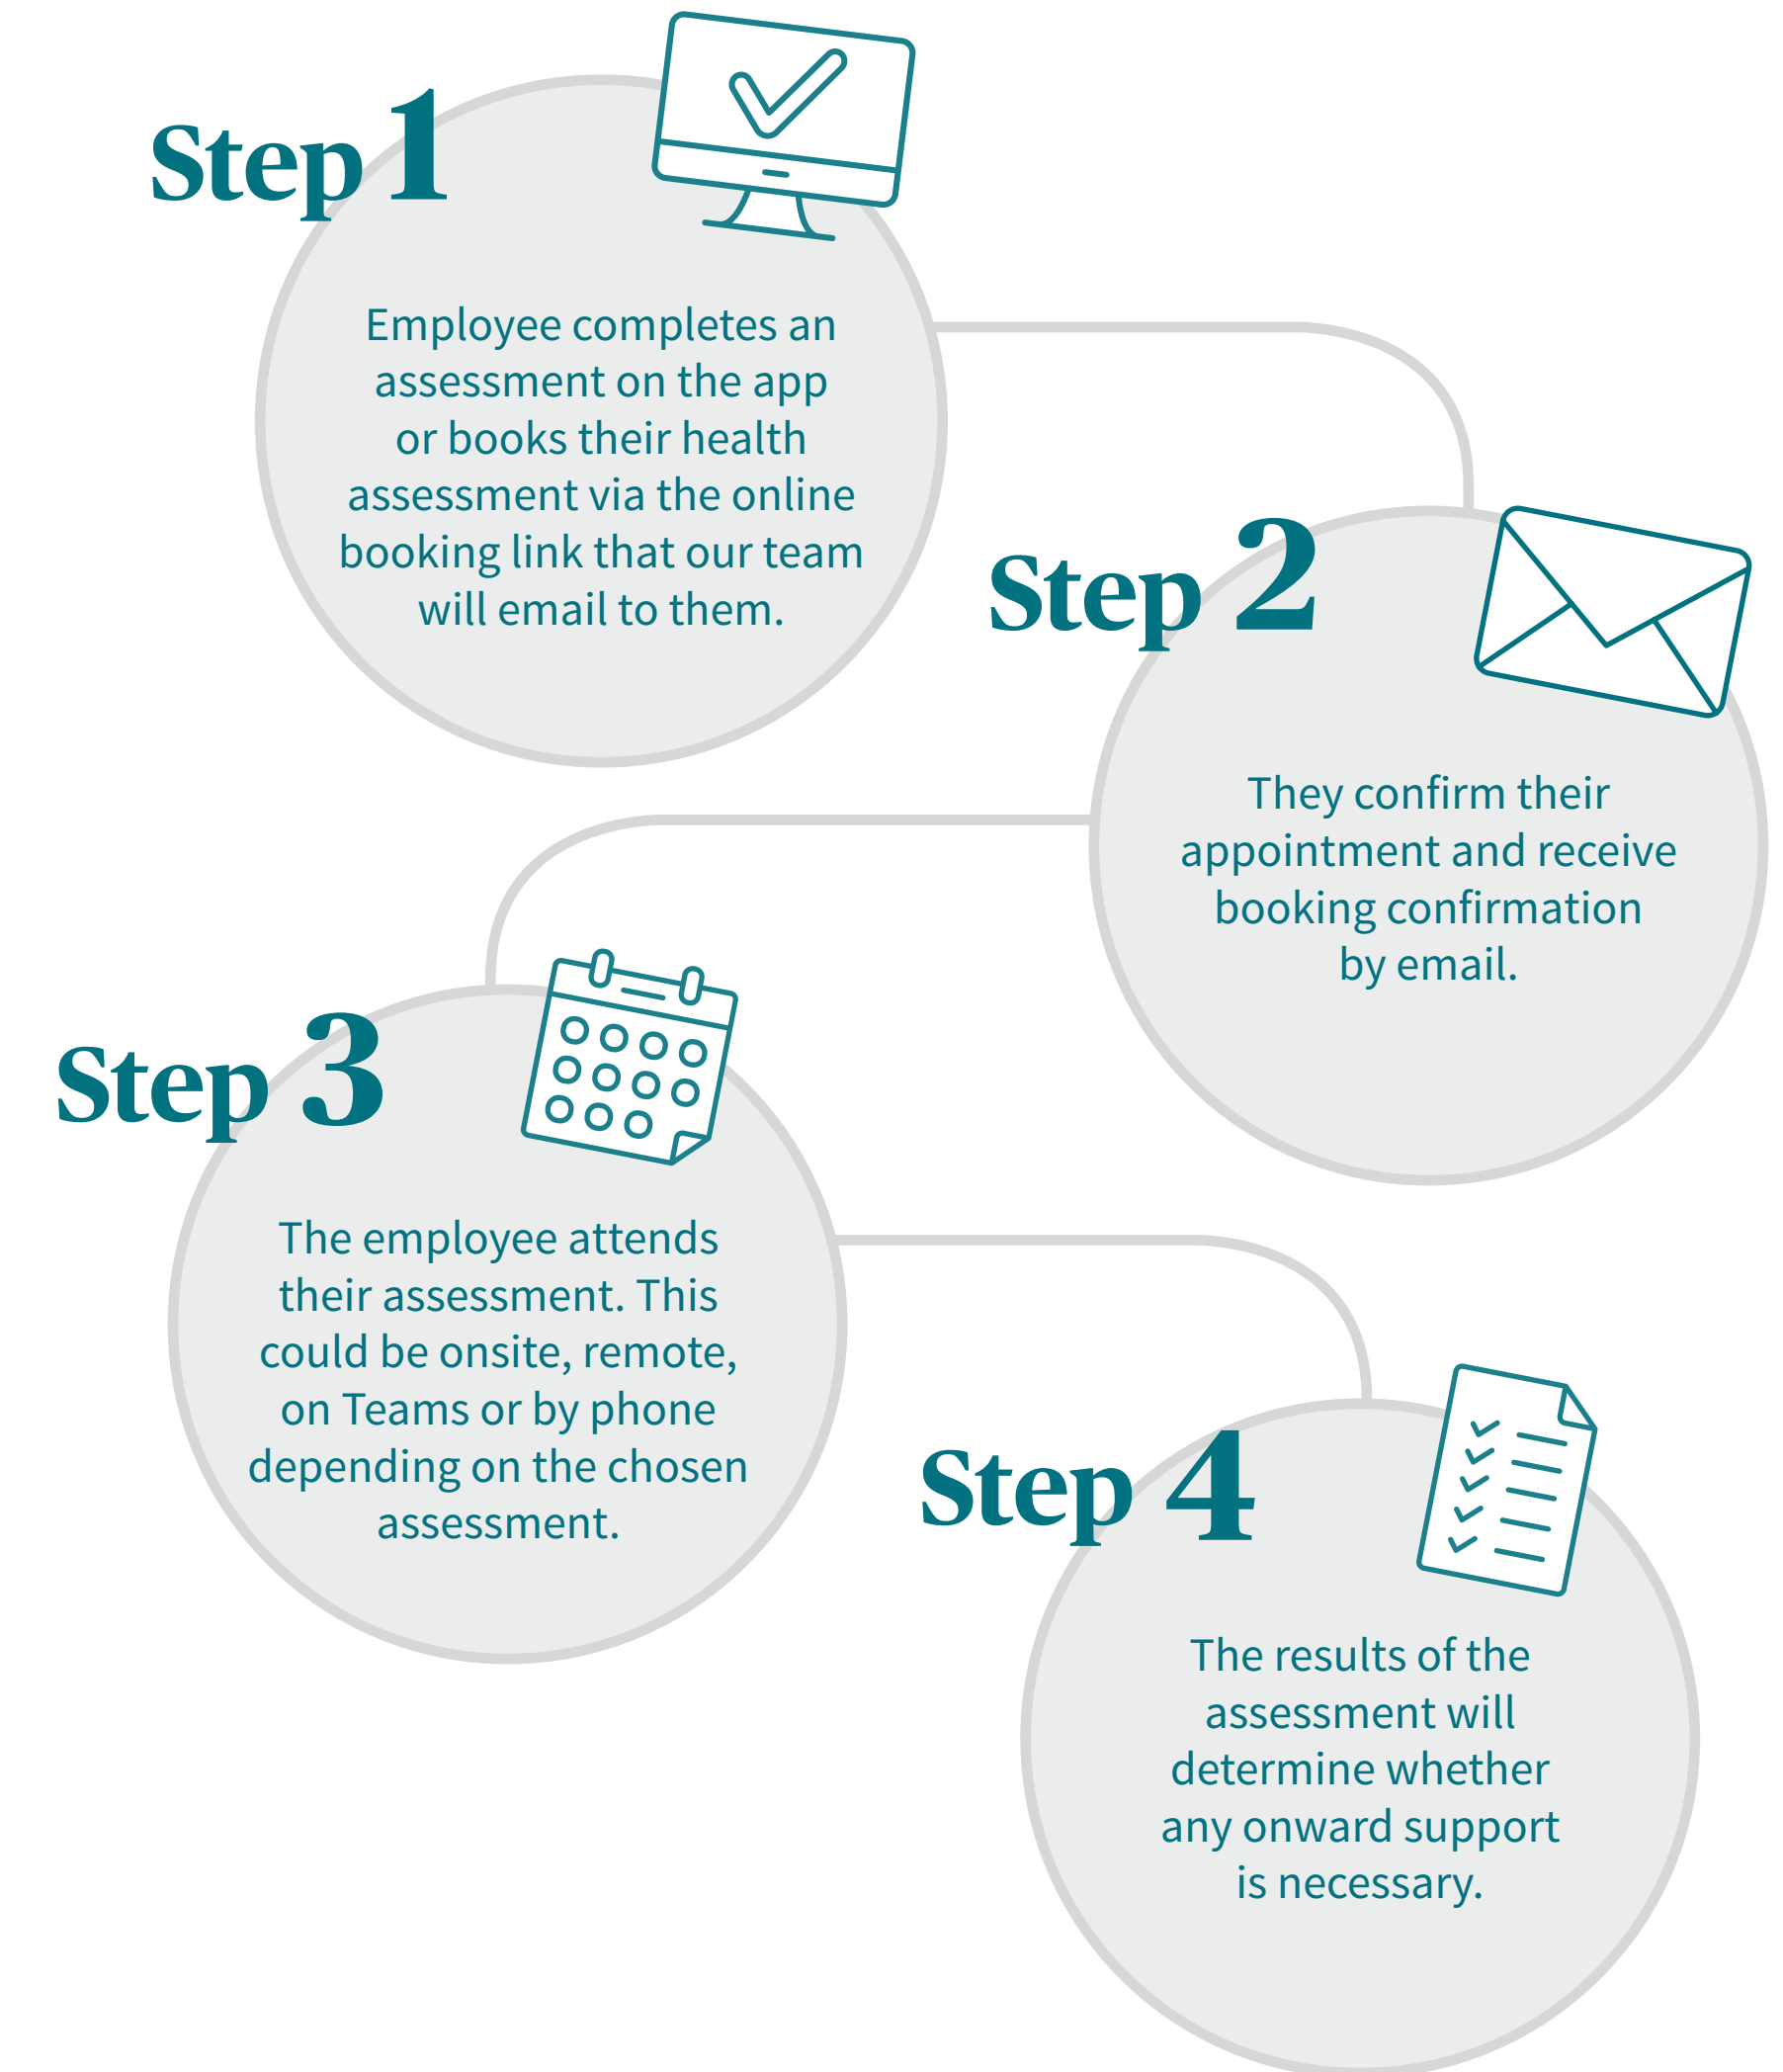 Step 1
Employee completes an
assessment on the app
or books their health
assessment via the online
booking link that our team
will email to them.
Step 2
They confirm their
appointment and receive
booking confirmation
by email.
Step 3
The employee attends
their assessment. This
could be onsite, remote,
on Teams or by phone
depending on the chosen
assessment.
Step 4
The results of the
assessment will
determine whether
any onward support
is necessary.